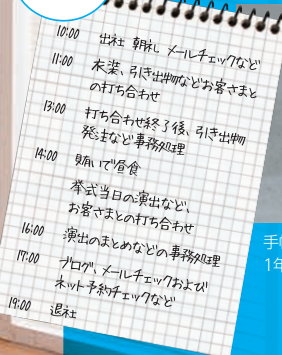 10:00 出社 朝礼 メールチェックなど
11:00 衣装、引き出物などお客さまと
の打ち合わせ
13:00 打ち合わせ終了後、引き出物
発注など事務処理
14:00 賄いで昼食
挙式当日の演出など、
お客さまとの打ち合わせ
16:00 演出のまとめなどの事務処理
17:00 ブログ、メールチェックおよび
ネット予約チェックなど
19:00 退社
手
1年